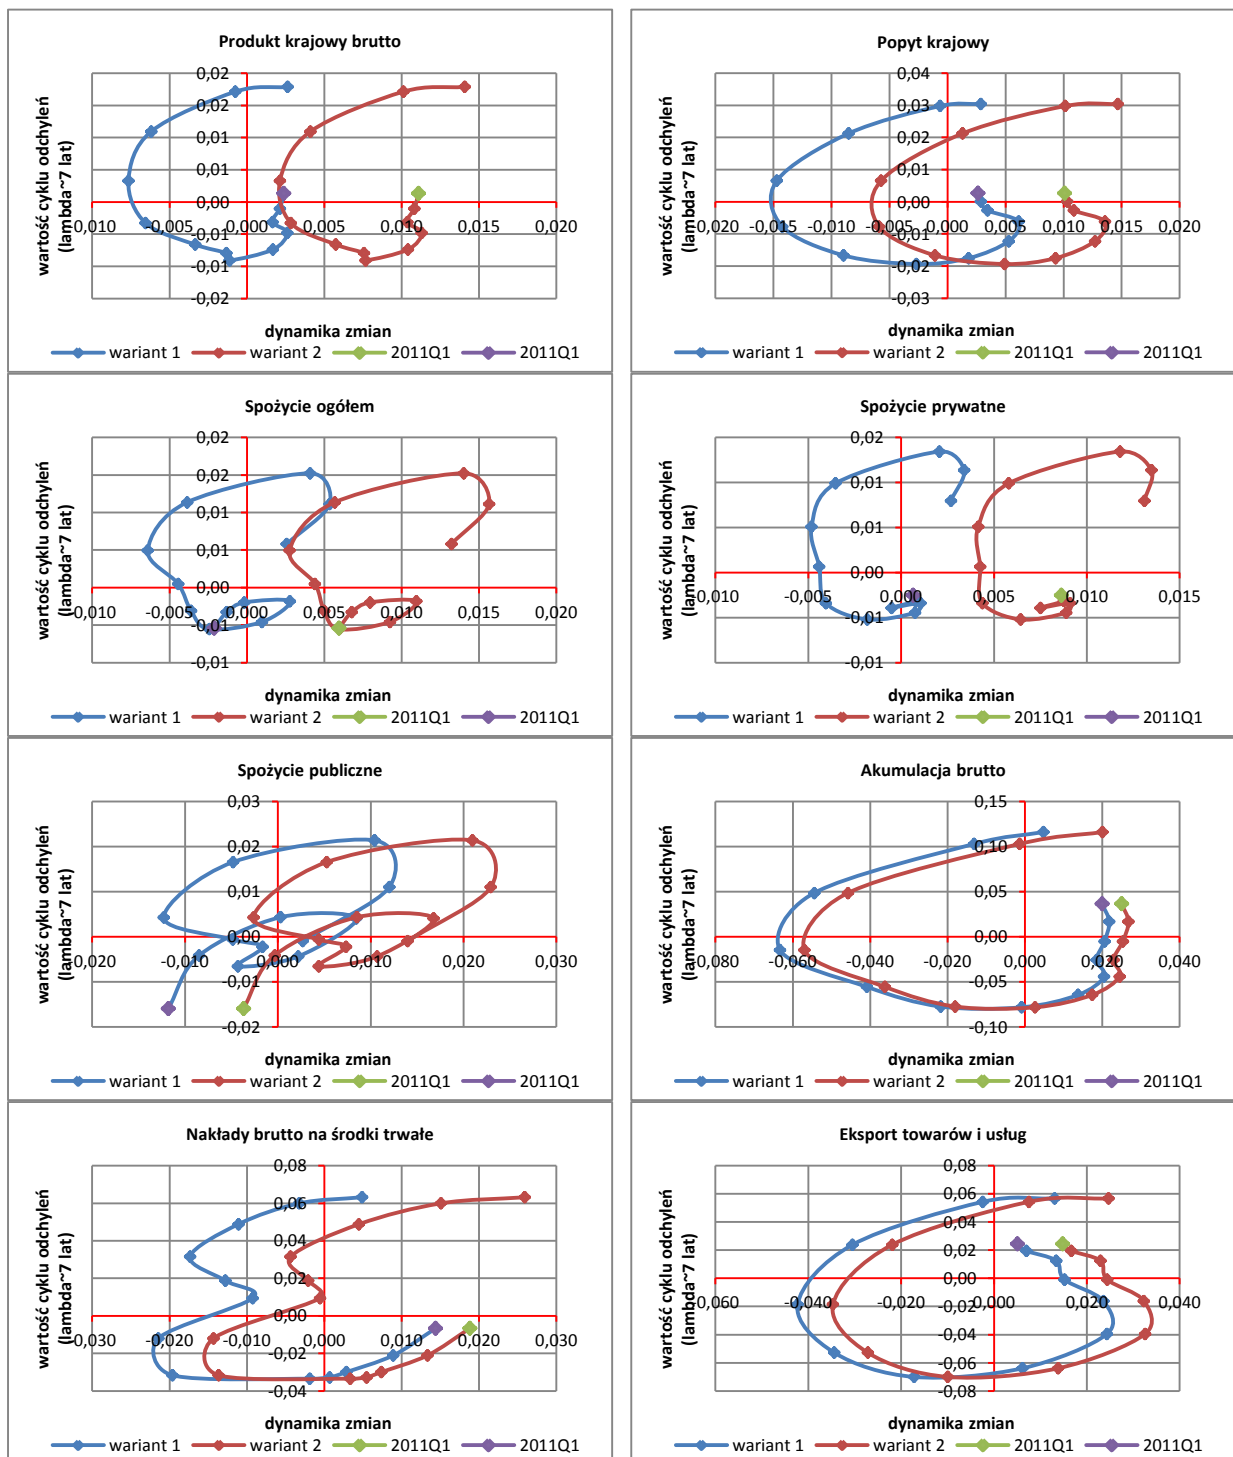 Produkt krajowy brutto
wartość cyklu odchyleń
(lambda~7 lat)
0,02
0,02
0,01
0,01
0,00
-0,01
-0,01
-0,02
-0,010
-0,005
0,000
0,005
0,010
0,015
0,020
dynamika zmian
wariant 1
wariant 2
2011Q1
2011Q1
Popyt krajowy
wartość cyklu odchyleń
(lambda~7 lat)
0,04
0,03
0,02
0,01
0,00
-0,01
-0,02
-0,03
-0,020
-0,015
-0,010
-0,005
0,000
0,005
0,010
0,015
0,020
dynamika zmian
wariant 1
wariant 2
2011Q1
2011Q1
Spożycie ogółem
wartość cyklu odchyleń
(lambda~7 lat)
0,02
0,02
0,01
0,01
0,00
-0,01
-0,01
-0,010
-0,005
0,000
0,005
0,010
0,015
0,020
dynamika zmian
wariant 1
wariant 2
2011Q1
2011Q1
Spożycie prywatne
wartość cyklu odchyleń
(lambda~7 lat)
0,02
0,01
0,01
0,00
-0,01
-0,01
-0,010
-0,005
0,000
0,005
0,010
0,015
dynamika zmian
wariant 1
wariant 2
2011Q1
2011Q1
Spożycie publiczne
wartość cyklu odchyleń
(lambda~7 lat)
0,03
0,02
0,01
0,00
-0,01
-0,02
-0,020
-0,010
0,000
0,010
0,020
0,030
dynamika zmian
wariant 1
wariant 2
2011Q1
2011Q1
Akumulacja brutto
wartość cyklu odchyleń
(lambda~7 lat)
0,15
0,10
0,05
0,00
-0,05
-0,10
-0,080
-0,060
-0,040
-0,020
0,000
0,020
0,040
dynamika zmian
wariant 1
wariant 2
2011Q1
2011Q1
Nakłady brutto na środki trwałe
wartość cyklu odchyleń
(lambda~7 lat)
0,08
0,06
0,04
0,02
0,00
-0,02
-0,04
-0,030
-0,020
-0,010
0,000
0,010
0,020
0,030
dynamika zmian
wariant 1
wariant 2
2011Q1
2011Q1
Eksport towarów i usług
wartość cyklu odchyleń
(lambda~7 lat)
0,08
0,06
0,04
0,02
0,00
-0,02
-0,04
-0,06
-0,08
-0,060
-0,040
-0,020
0,000
0,020
0,040
dynamika zmian
wariant 1
wariant 2
2011Q1
2011Q1